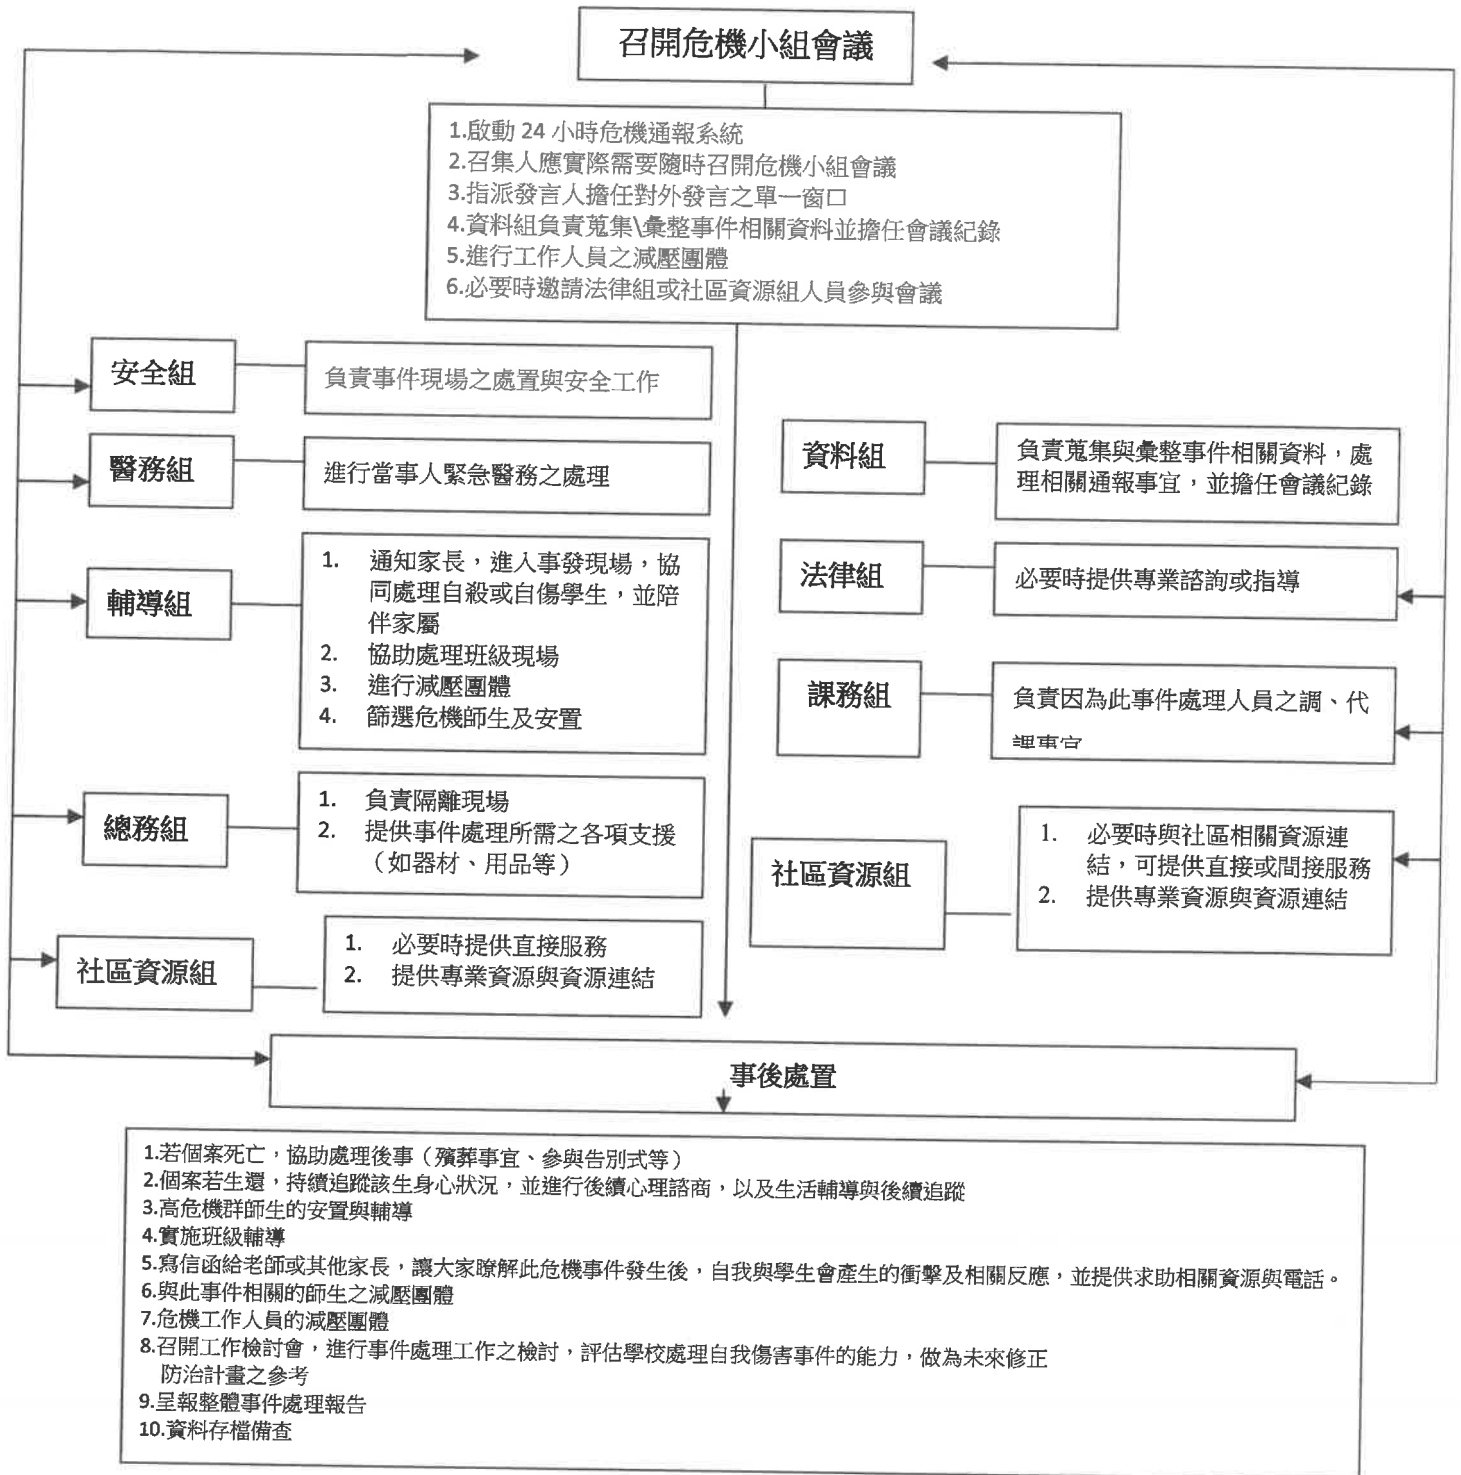 召開危機小組會議
1.啟動 24 小時危機通報系統
2.召集人應實際需要隨時召開危機小組會議
3.指派發言人擔任對外發言之單一窗口
4.資料組負責蒐集\彙整事件相關資料並擔任會議紀錄
5.進行工作人員之減壓團體
6.必要時邀請法律組或社區資源組人員參與會議
安全組
負責事件現場之處置與安全工作
醫務組
進行當事人緊急醫務之處理
輔導組
1. 通知家長，進入事發現場，協
同處理自殺或自傷學生，並陪
伴家屬
2. 協助處理班級現場
3. 進行減壓團體
4. 篩選危機師生及安置
總務組
1. 負責隔離現場
2. 提供事件處理所需之各項支援
（如器材、用品等）
社區資源組
1. 必要時提供直接服務
2. 提供專業資源與資源連結
資料組
負責蒐集與彙整事件相關資料，處
理相關通報事宜，並擔任會議紀錄
法律組
必要時提供專業諮詢或指導
課務組
負責因為此事件處理人員之調、代
課事宜
社區資源組
1. 必要時與社區相關資源連
結，可提供直接或間接服務
2. 提供專業資源與資源連結
事後處置
1.若個案死亡，協助處理後事（殯葬事宜、參與告別式等）
2.個案若生還，持續追蹤該生身心狀況，並進行後續心理諮商，以及生活輔導與後續追蹤
3.高危機群師生的安置與輔導
4.實施班級輔導
5.寫信函給老師或其他家長，讓大家瞭解此危機事件發生後，自我與學生會產生的衝擊及相關反應，並提供求助相關資源與電話。
6.與此事件相關的師生之減壓團體
7.危機工作人員的減壓團體
8.召開工作檢討會，進行事件處理工作之檢討，評估學校處理自我傷害事件的能力，做為未來修正
防治計畫之參考
9.呈報整體事件處理報告
10.資料存檔備查